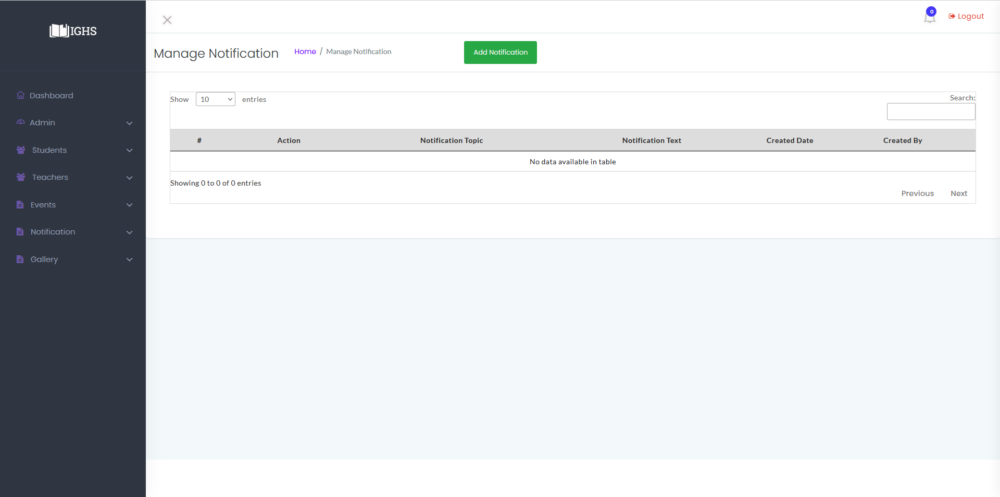 IGHS
0
Logout
Manage Notification
Home / Manage Notification
Add Notification
Dashboard
Admin
Students
Teachers
Events
Notification
Gallery
Show 10 entries
Search:
# Action Notification Topic Notification Text Created Date Created By
No data available in table
Showing 0 to 0 of 0 entries
Previous Next